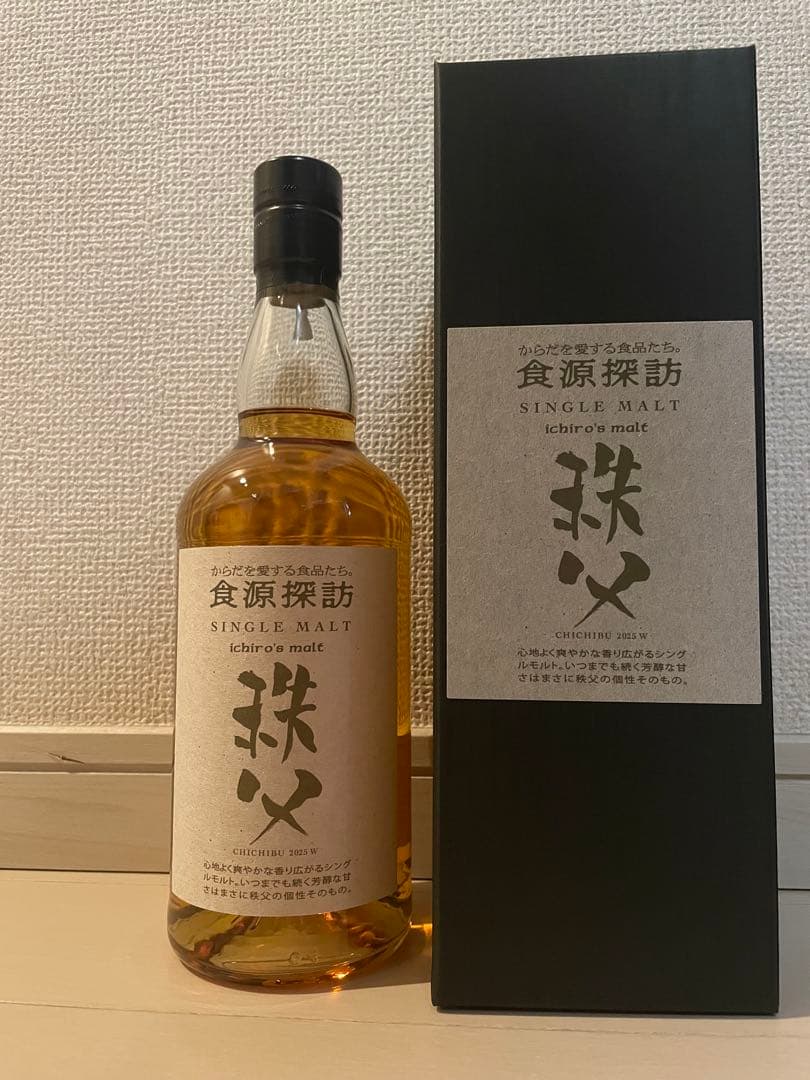 からだを愛する食品たち。
食源探訪
SINGLE MALT
ichiro's malt
秩父
CHICHIBU 2025 W
心地よく爽やかな香り広がるシング
ルモルト。いつまでも続く芳醇な甘
さはまさに秩父の個性そのもの。
からだを愛する食品たち。
食源探訪
SINGLE MALT
ichiro's malt
秩父
CHICHIBU 2025 W
心地よく爽やかな香り広がるシング
ルモルト。いつまでも続く芳醇な甘
さはまさに秩父の個性そのもの。